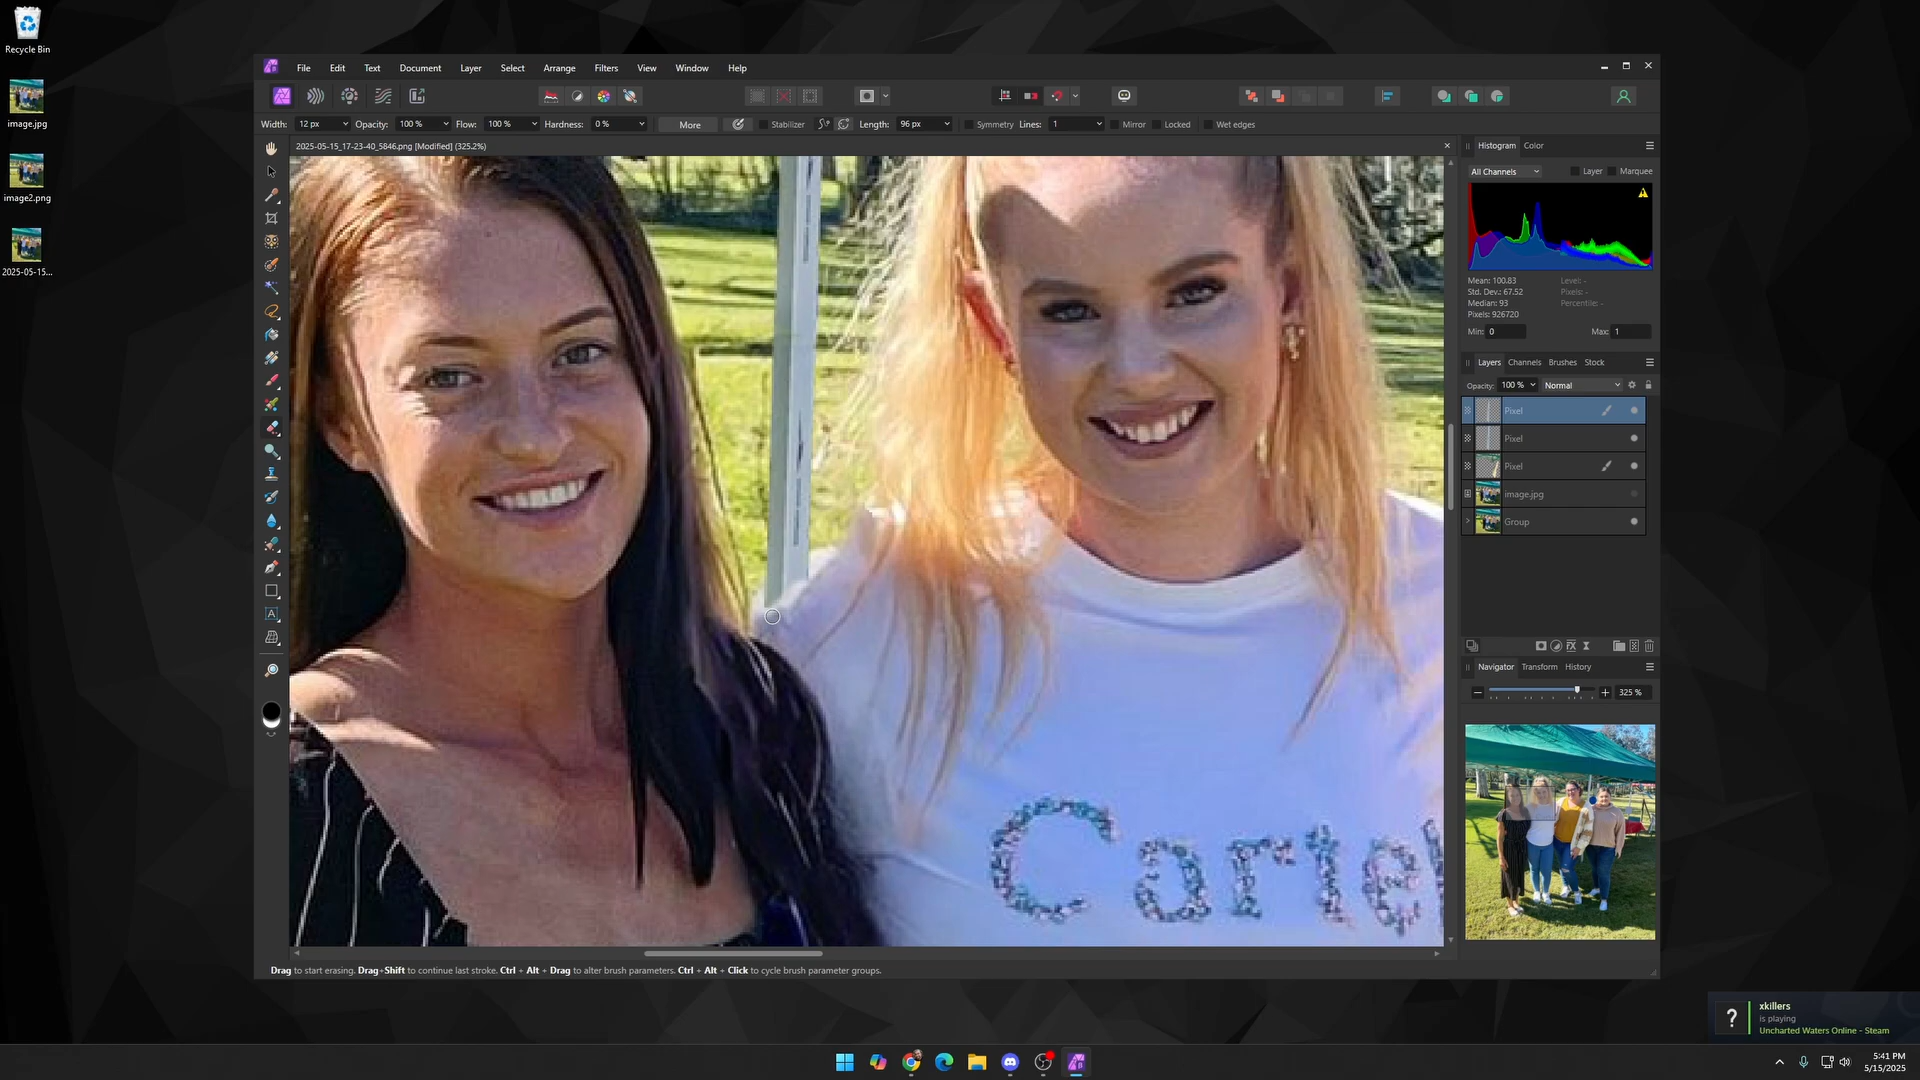 Recycle Bin
image.jpg
image2.png
2025-05-15...
File Edit Text Document Layer Select Arrange Filters View Window Help
Width: 12 px Opacity: 100 % Flow: 100 % Hardness: 0 % More Stabilizer Length: 96 px Symmetry Lines: 1 Mirror Locked Wet edges
2025-05-15_17-23-40_5846.png [Modified] (325.2%)
Histogram Color
All Channels Layer Marquee
Mean: 100.83 Level: -
Std. Dev.: 67.52 Pixels: -
Median: 93 Percentile: -
Pixels: 926720
Min: 0 Max: 1
Layers Channels Brushes Stock
Opacity: 100 % Normal
Pixel
Pixel
Pixel
image.jpg
Group
Navigator Transform History
325 %
Cartel
Drag to start erasing. Drag+Shift to continue last stroke. Ctrl + Alt + Drag to alter brush parameters. Ctrl + Alt + Click to cycle brush parameter groups.
xkillers
is playing
Uncharted Waters Online - Steam
5:41 PM
5/15/2025